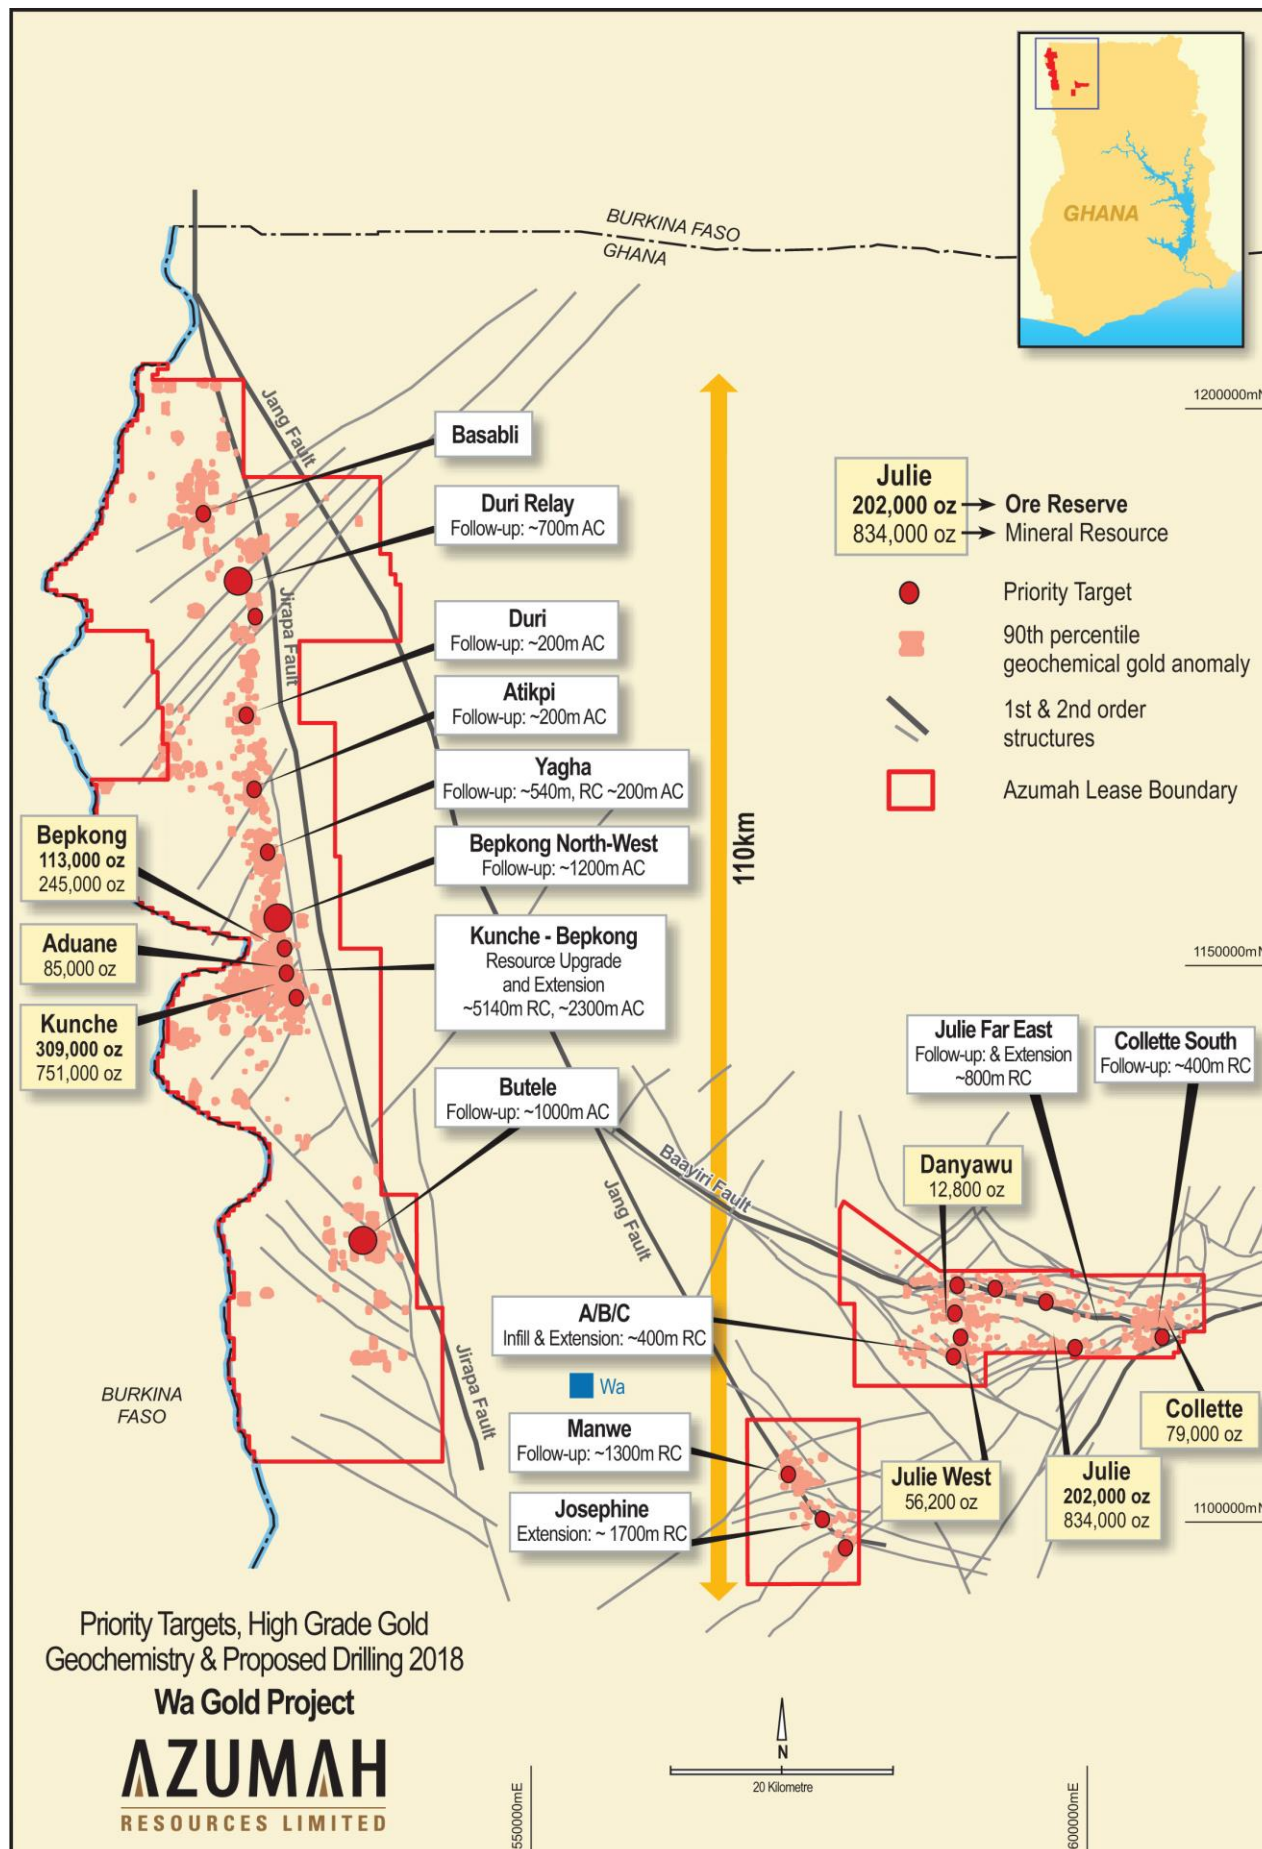 BURKINA FASO
GHANA
GHANA
1200000mN
Jang Fault
Basabli
Duri Relay
Follow-up: ~700m AC
Jirapa Fault
Duri
Follow-up: ~200m AC
Atikpi
Follow-up: ~200m AC
Yagha
Follow-up: ~540m, RC ~200m AC
Bepkong North-West
Follow-up: ~1200m AC
Kunche - Bepkong
Resource Upgrade
and Extension
~5140m RC, ~2300m AC
Butele
Follow-up: ~1000m AC
Bepkong
113,000 oz
245,000 oz
Aduane
85,000 oz
Kunche
309,000 oz
751,000 oz
110km
Julie
202,000 oz
834,000 oz
Ore Reserve
Mineral Resource
Priority Target
90th percentile
geochemical gold anomaly
1st & 2nd order
structures
Azumah Lease Boundary
1150000mN
Julie Far East
Follow-up: & Extension
~800m RC
Collette South
Follow-up: ~400m RC
Danyawu
12,800 oz
Baayiri Fault
Jang Fault
A/B/C
Infill & Extension: ~400m RC
Wa
Jirapa Fault
BURKINA
FASO
Manwe
Follow-up: ~1300m RC
Josephine
Extension: ~ 1700m RC
Julie West
56,200 oz
Julie
202,000 oz
834,000 oz
Collette
79,000 oz
1100000mN
Priority Targets, High Grade Gold
Geochemistry & Proposed Drilling 2018
Wa Gold Project
AZUMAH
RESOURCES LIMITED
N
20 Kilometre
550000mE
600000mE